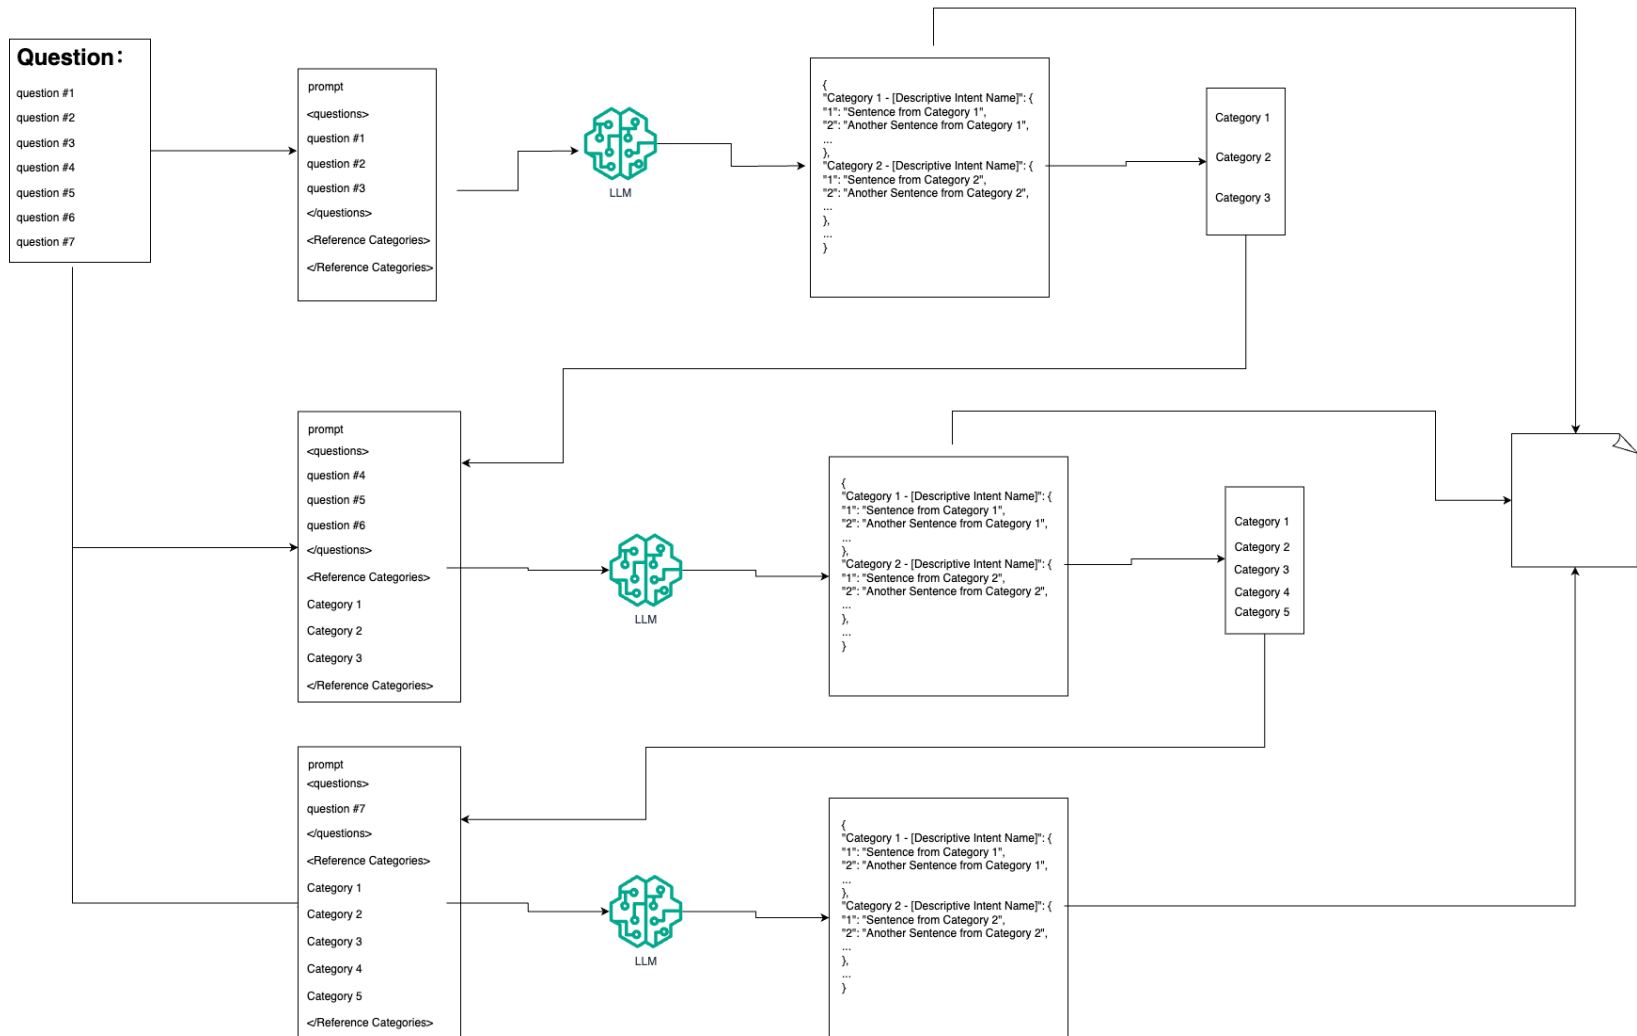 Question：
question #1
question #2
question #3
question #4
question #5
question #6
question #7
prompt
<questions>
question #1
question #2
question #3
</questions>
<Reference Categories>
</Reference Categories>
LLM
{
"Category 1 - [Descriptive Intent Name]": {
"1": "Sentence from Category 1",
"2": "Another Sentence from Category 1",
...
},
"Category 2 - [Descriptive Intent Name]": {
"1": "Sentence from Category 2",
"2": "Another Sentence from Category 2",
...
},
...
}
Category 1
Category 2
Category 3
prompt
<questions>
question #4
question #5
question #6
</questions>
<Reference Categories>
Category 1
Category 2
Category 3
</Reference Categories>
LLM
{
"Category 1 - [Descriptive Intent Name]": {
"1": "Sentence from Category 1",
"2": "Another Sentence from Category 1",
...
},
"Category 2 - [Descriptive Intent Name]": {
"1": "Sentence from Category 2",
"2": "Another Sentence from Category 2",
...
},
...
}
Category 1
Category 2
Category 3
Category 4
Category 5
prompt
<questions>
question #7
</questions>
<Reference Categories>
Category 1
Category 2
Category 3
Category 4
Category 5
</Reference Categories>
LLM
{
"Category 1 - [Descriptive Intent Name]": {
"1": "Sentence from Category 1",
"2": "Another Sentence from Category 1",
...
},
"Category 2 - [Descriptive Intent Name]": {
"1": "Sentence from Category 2",
"2": "Another Sentence from Category 2",
...
},
...
}